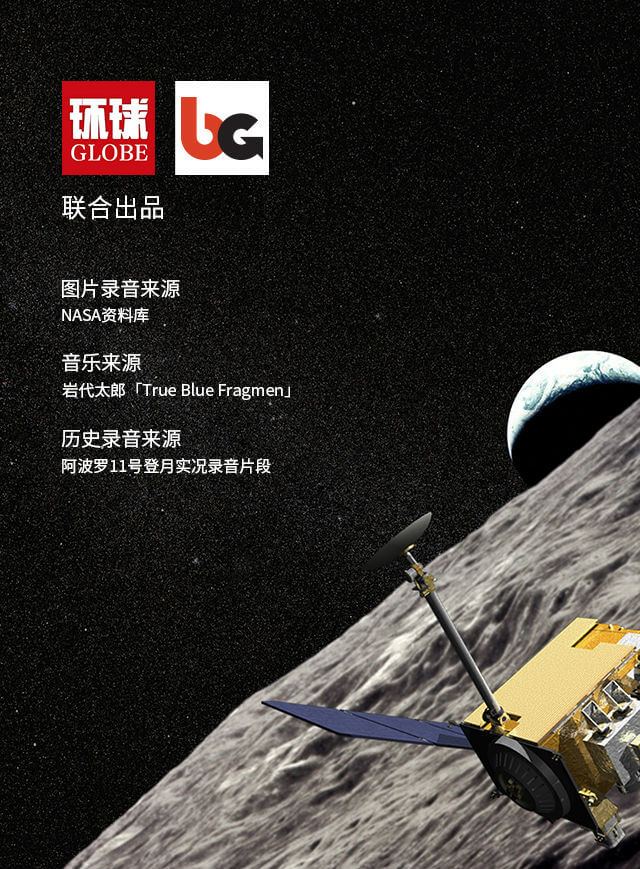 环球
GLOBE
bG
联合出品
图片录音来源
NASA资料库
音乐来源
岩代太郎「True Blue Fragmen」
历史录音来源
阿波罗11号登月实况录音片段